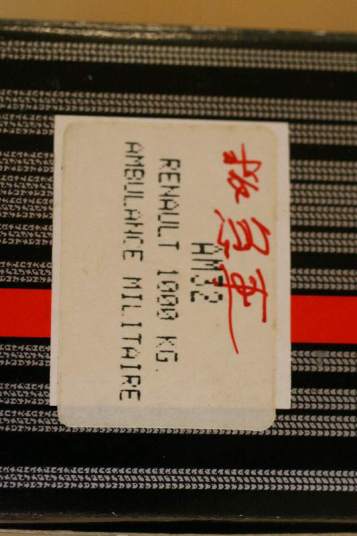 救急車
AM32
RENAULT 1000 KG.
AMBULANCE MILITAIRE